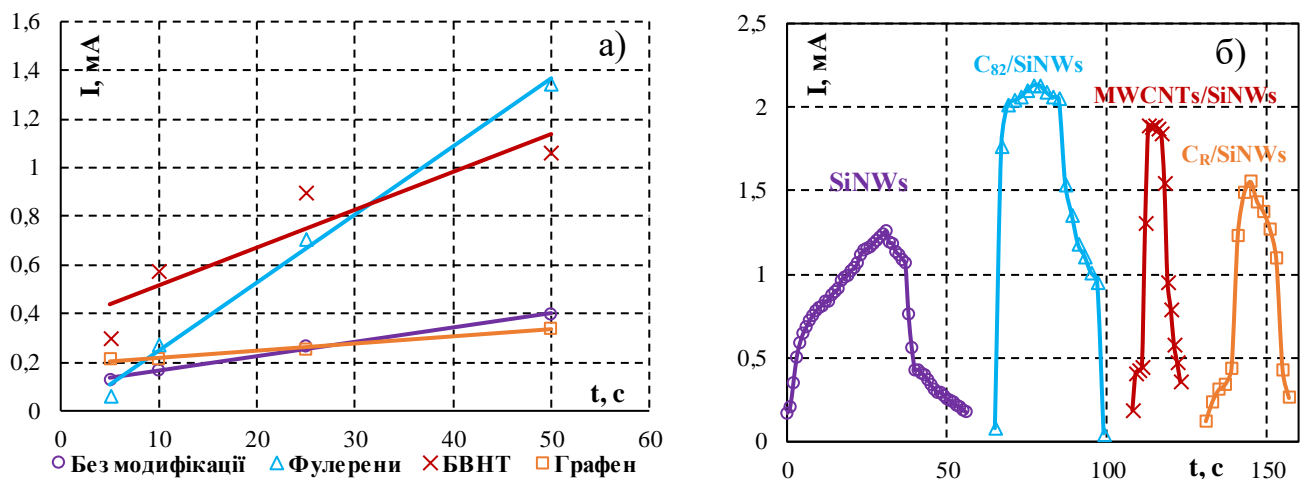 а)
I, мА
1,6
1,4
1,2
1
0,8
0,6
0,4
0,2
0
0 10 20 30 40 50 60
t, с
Без модифікації Фулерени БВНТ Графен
б)
I, мА
2,5
2
1,5
1
0,5
0
0 50 100 150
t, с
SiNWs
C₈₂/SiNWs
MWCNTs/SiNWs
C_R/SiNWs